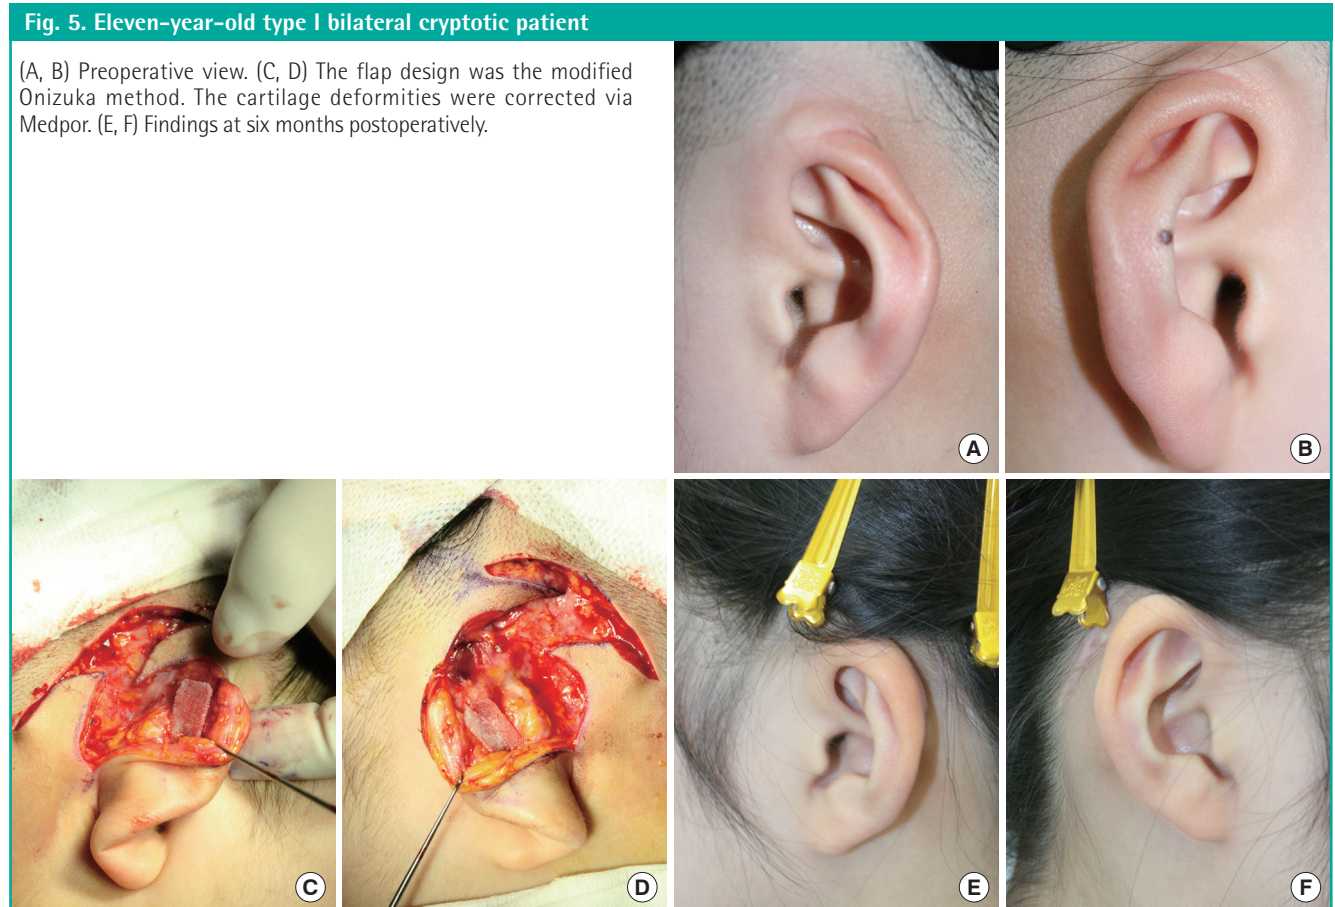 Fig. 5. Eleven-year-old type I bilateral cryptotic patient
(A, B) Preoperative view. (C, D) The flap design was the modified
Onizuka method. The cartilage deformities were corrected via
Medpor. (E, F) Findings at six months postoperatively.
A
B
C
D
E
F